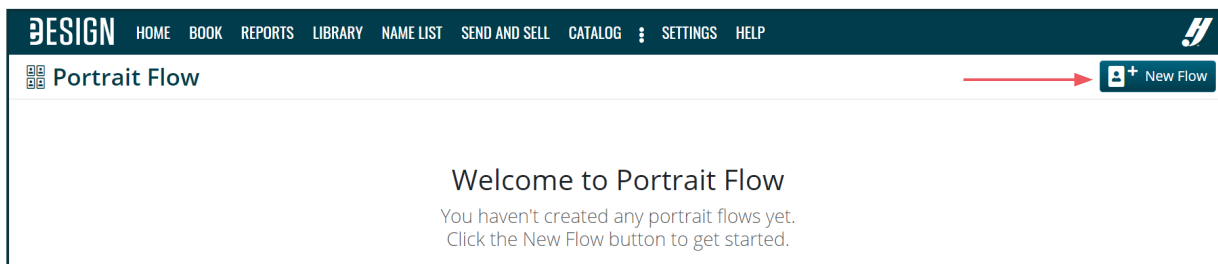 DESIGN HOME BOOK REPORTS LIBRARY NAME LIST SEND AND SELL CATALOG SETTINGS HELP
Portrait Flow
New Flow
Welcome to Portrait Flow
You haven't created any portrait flows yet.
Click the New Flow button to get started.